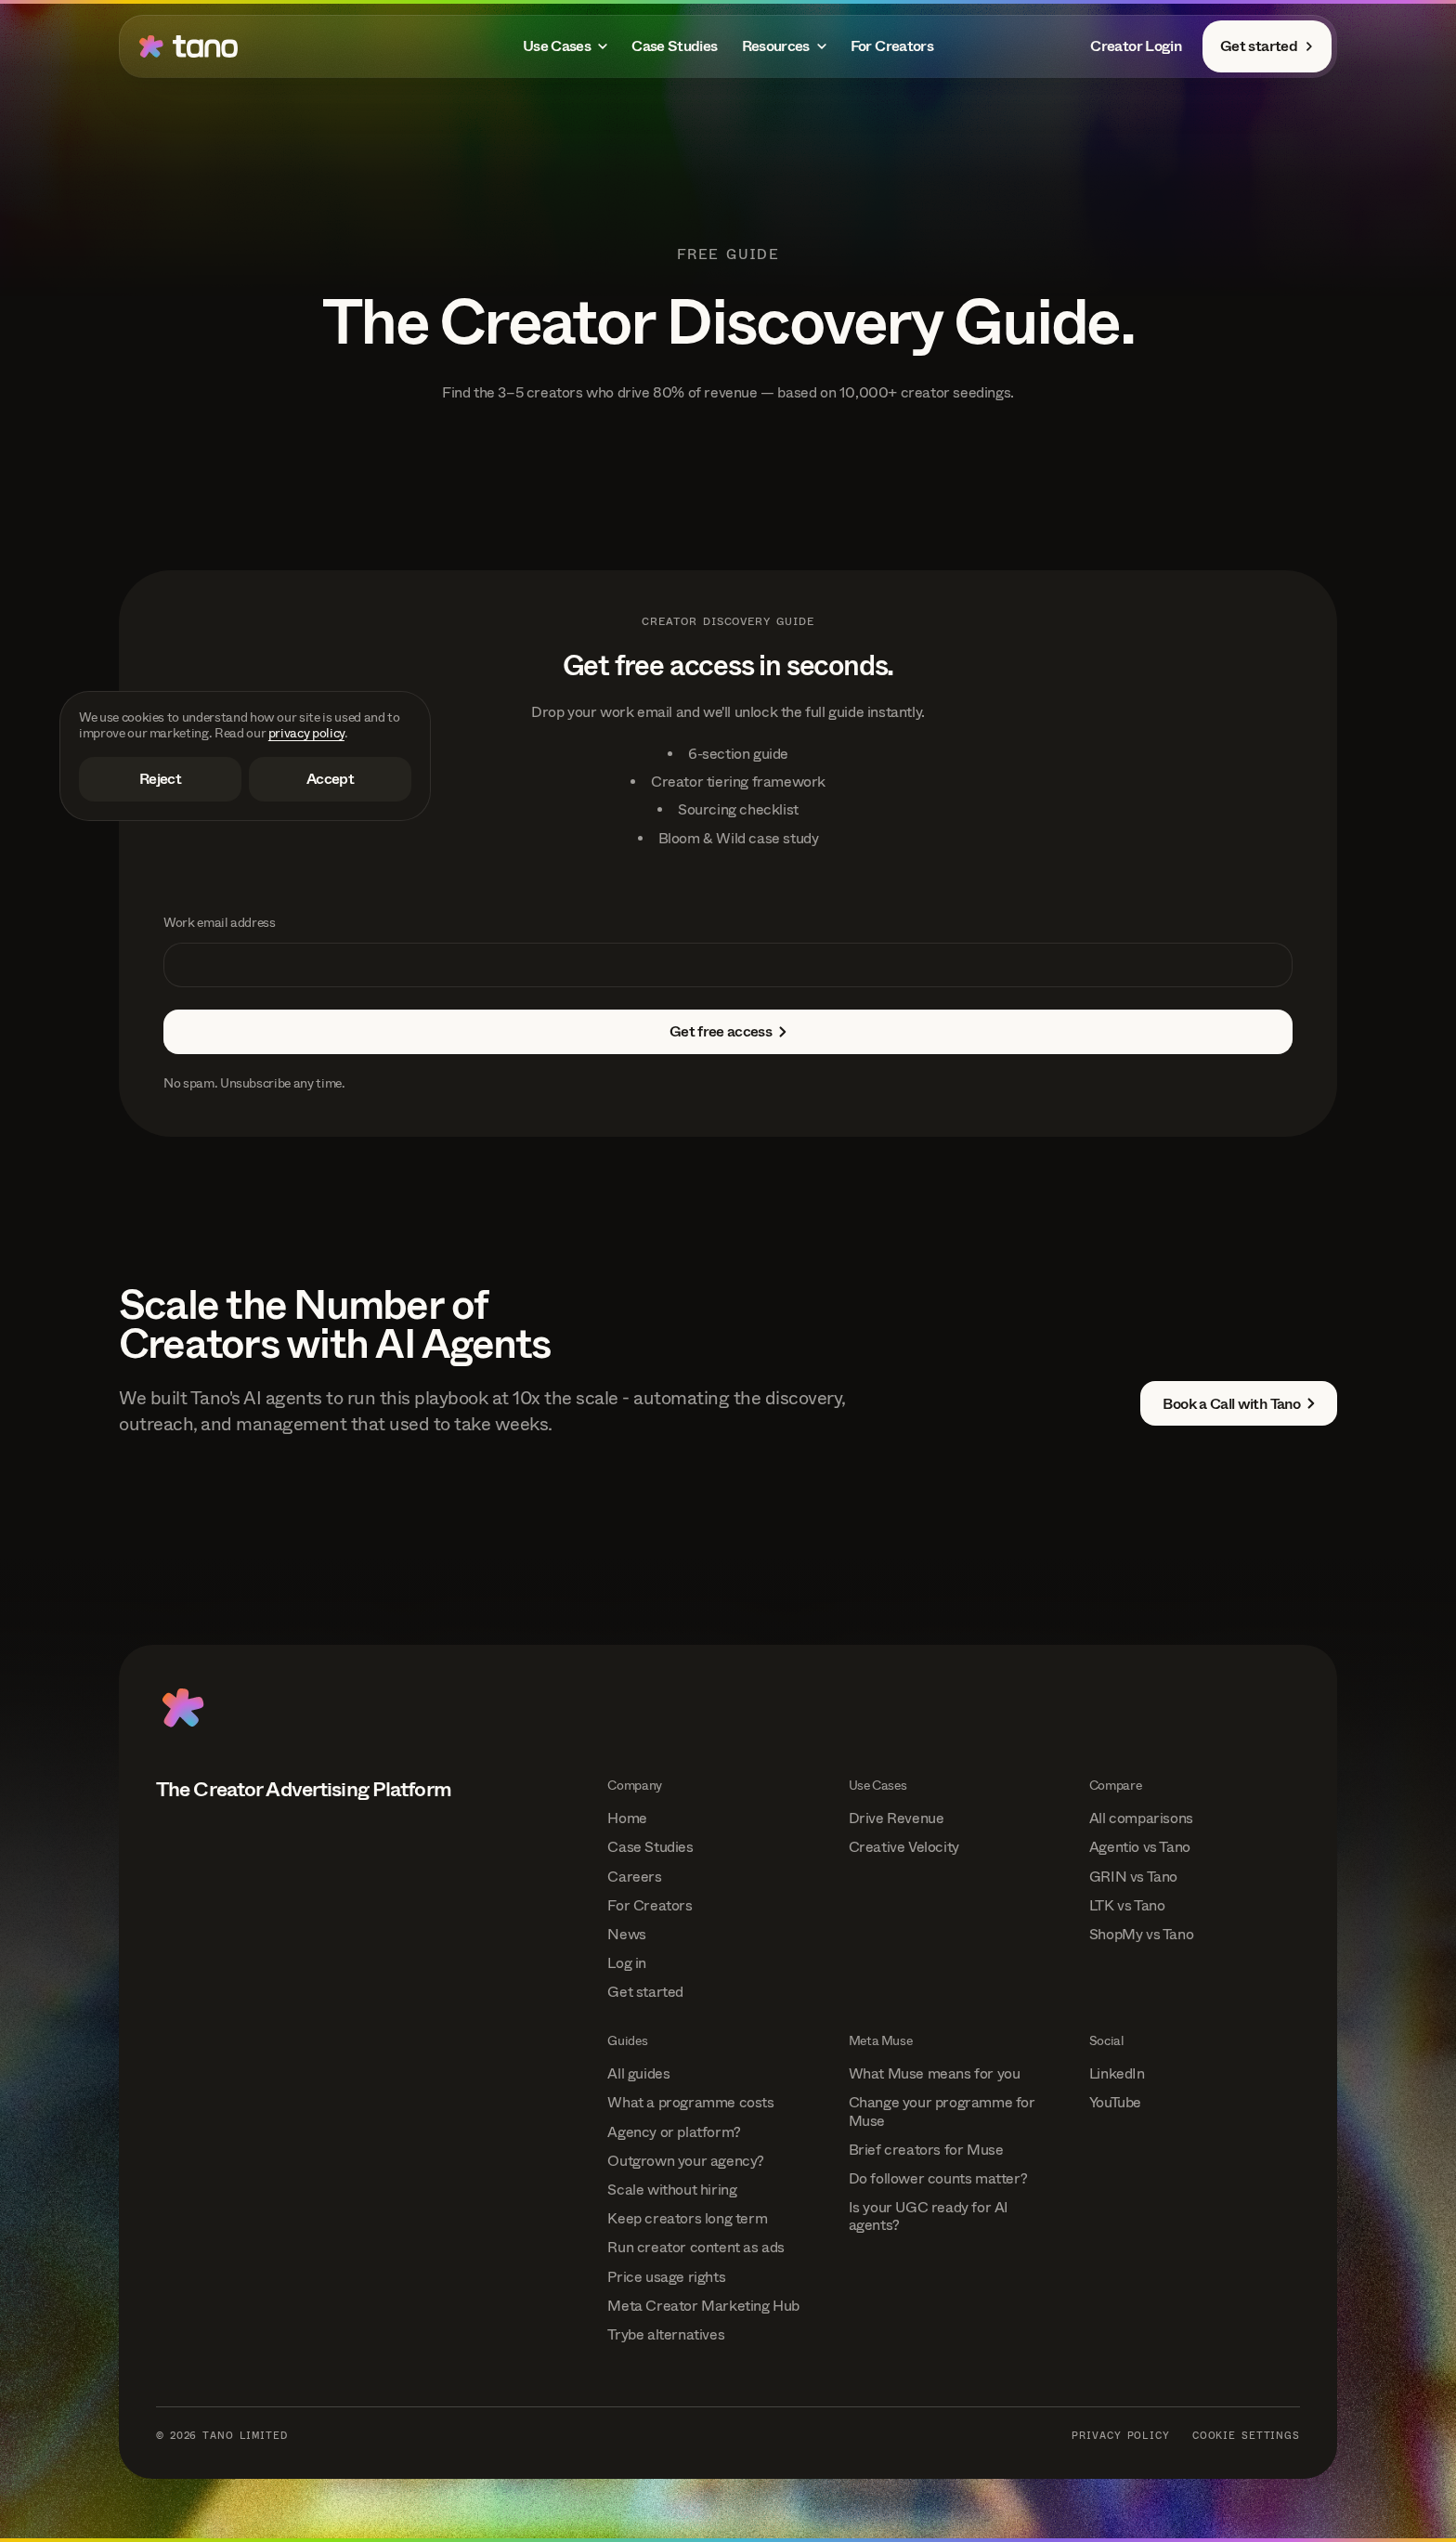 tano
Use Cases
Case Studies
Resources
For Creators
Creator Login
Get started
FREE GUIDE
The Creator Discovery Guide.
Find the 3–5 creators who drive 80% of revenue — based on 10,000+ creator seedings.
CREATOR DISCOVERY GUIDE
Get free access in seconds.
Drop your work email and we'll unlock the full guide instantly.
• 6-section guide
• Creator tiering framework
• Sourcing checklist
• Bloom & Wild case study
We use cookies to understand how our site is used and to
improve our marketing. Read our privacy policy.
Reject
Accept
Work email address
Get free access
No spam. Unsubscribe any time.
Scale the Number of
Creators with AI Agents
We built Tano's AI agents to run this playbook at 10x the scale - automating the discovery,
outreach, and management that used to take weeks.
Book a Call with Tano
The Creator Advertising Platform
Company
Home
Case Studies
Careers
For Creators
News
Log in
Get started
Use Cases
Drive Revenue
Creative Velocity
Compare
All comparisons
Agentio vs Tano
GRIN vs Tano
LTK vs Tano
ShopMy vs Tano
Guides
All guides
What a programme costs
Agency or platform?
Outgrown your agency?
Scale without hiring
Keep creators long term
Run creator content as ads
Price usage rights
Meta Creator Marketing Hub
Trybe alternatives
Meta Muse
What Muse means for you
Change your programme for
Muse
Brief creators for Muse
Do follower counts matter?
Is your UGC ready for AI
agents?
Social
LinkedIn
YouTube
© 2026 TANO LIMITED
PRIVACY POLICY
COOKIE SETTINGS